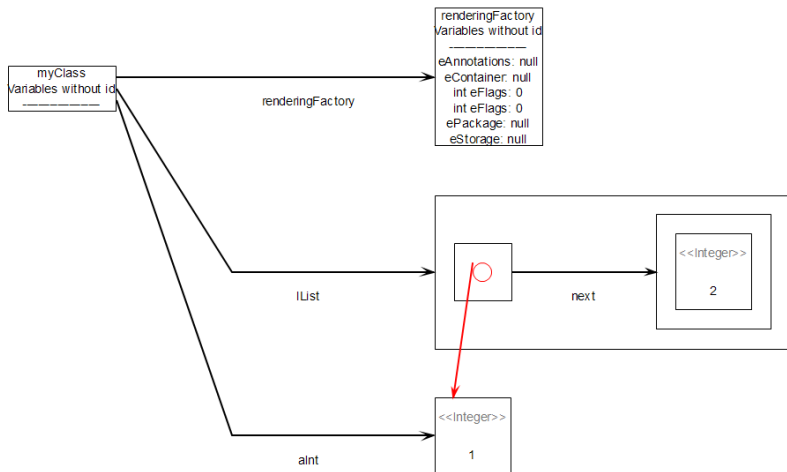 renderingFactory
Variables without id
-------------------
eAnnotations: null
eContainer: null
int eFlags: 0
int eFlags: 0
ePackage: null
eStorage: null
myClass
Variables without id
-------------------
renderingFactory
<<Integer>>
2
lList
next
<<Integer>>
1
aInt